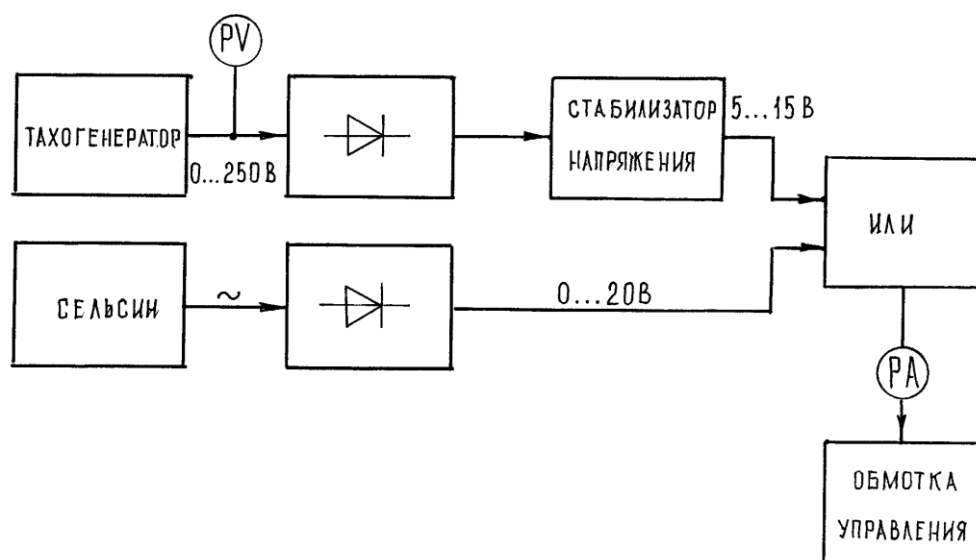 PV
ТАХОГЕНЕРАТОР
0...250 В
СТАБИЛИЗАТОР
НАПРЯЖЕНИЯ
5...15 В
ИЛИ
СЕЛЬСИН
~
0...20В
PA
ОБМОТКА
УПРАВЛЕНИЯ